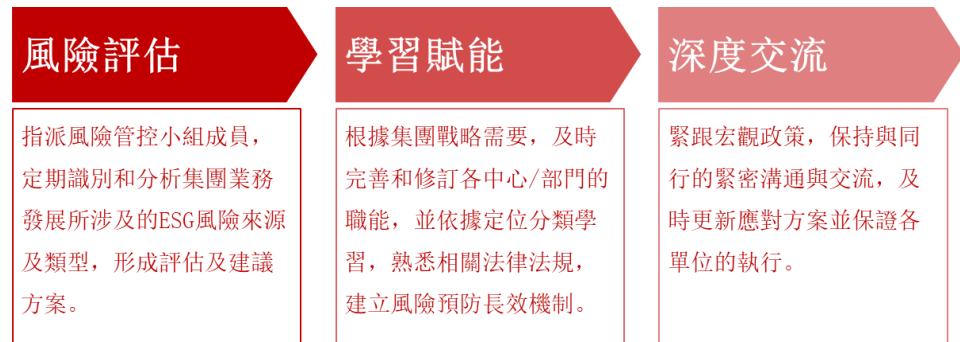 風險評估
指派風險管控小組成員，
定期識別和分析集團業務
發展所涉及的ESG風險來源
及類型，形成評估及建議
方案。
學習賦能
根據集團戰略需要，及時
完善和修訂各中心/部門的
職能，並依據定位分類學
習，熟悉相關法律法規，
建立風險預防長效機制。
深度交流
緊跟宏觀政策，保持與同
行的緊密溝通與交流，及
時更新應對方案並保證各
單位的執行。